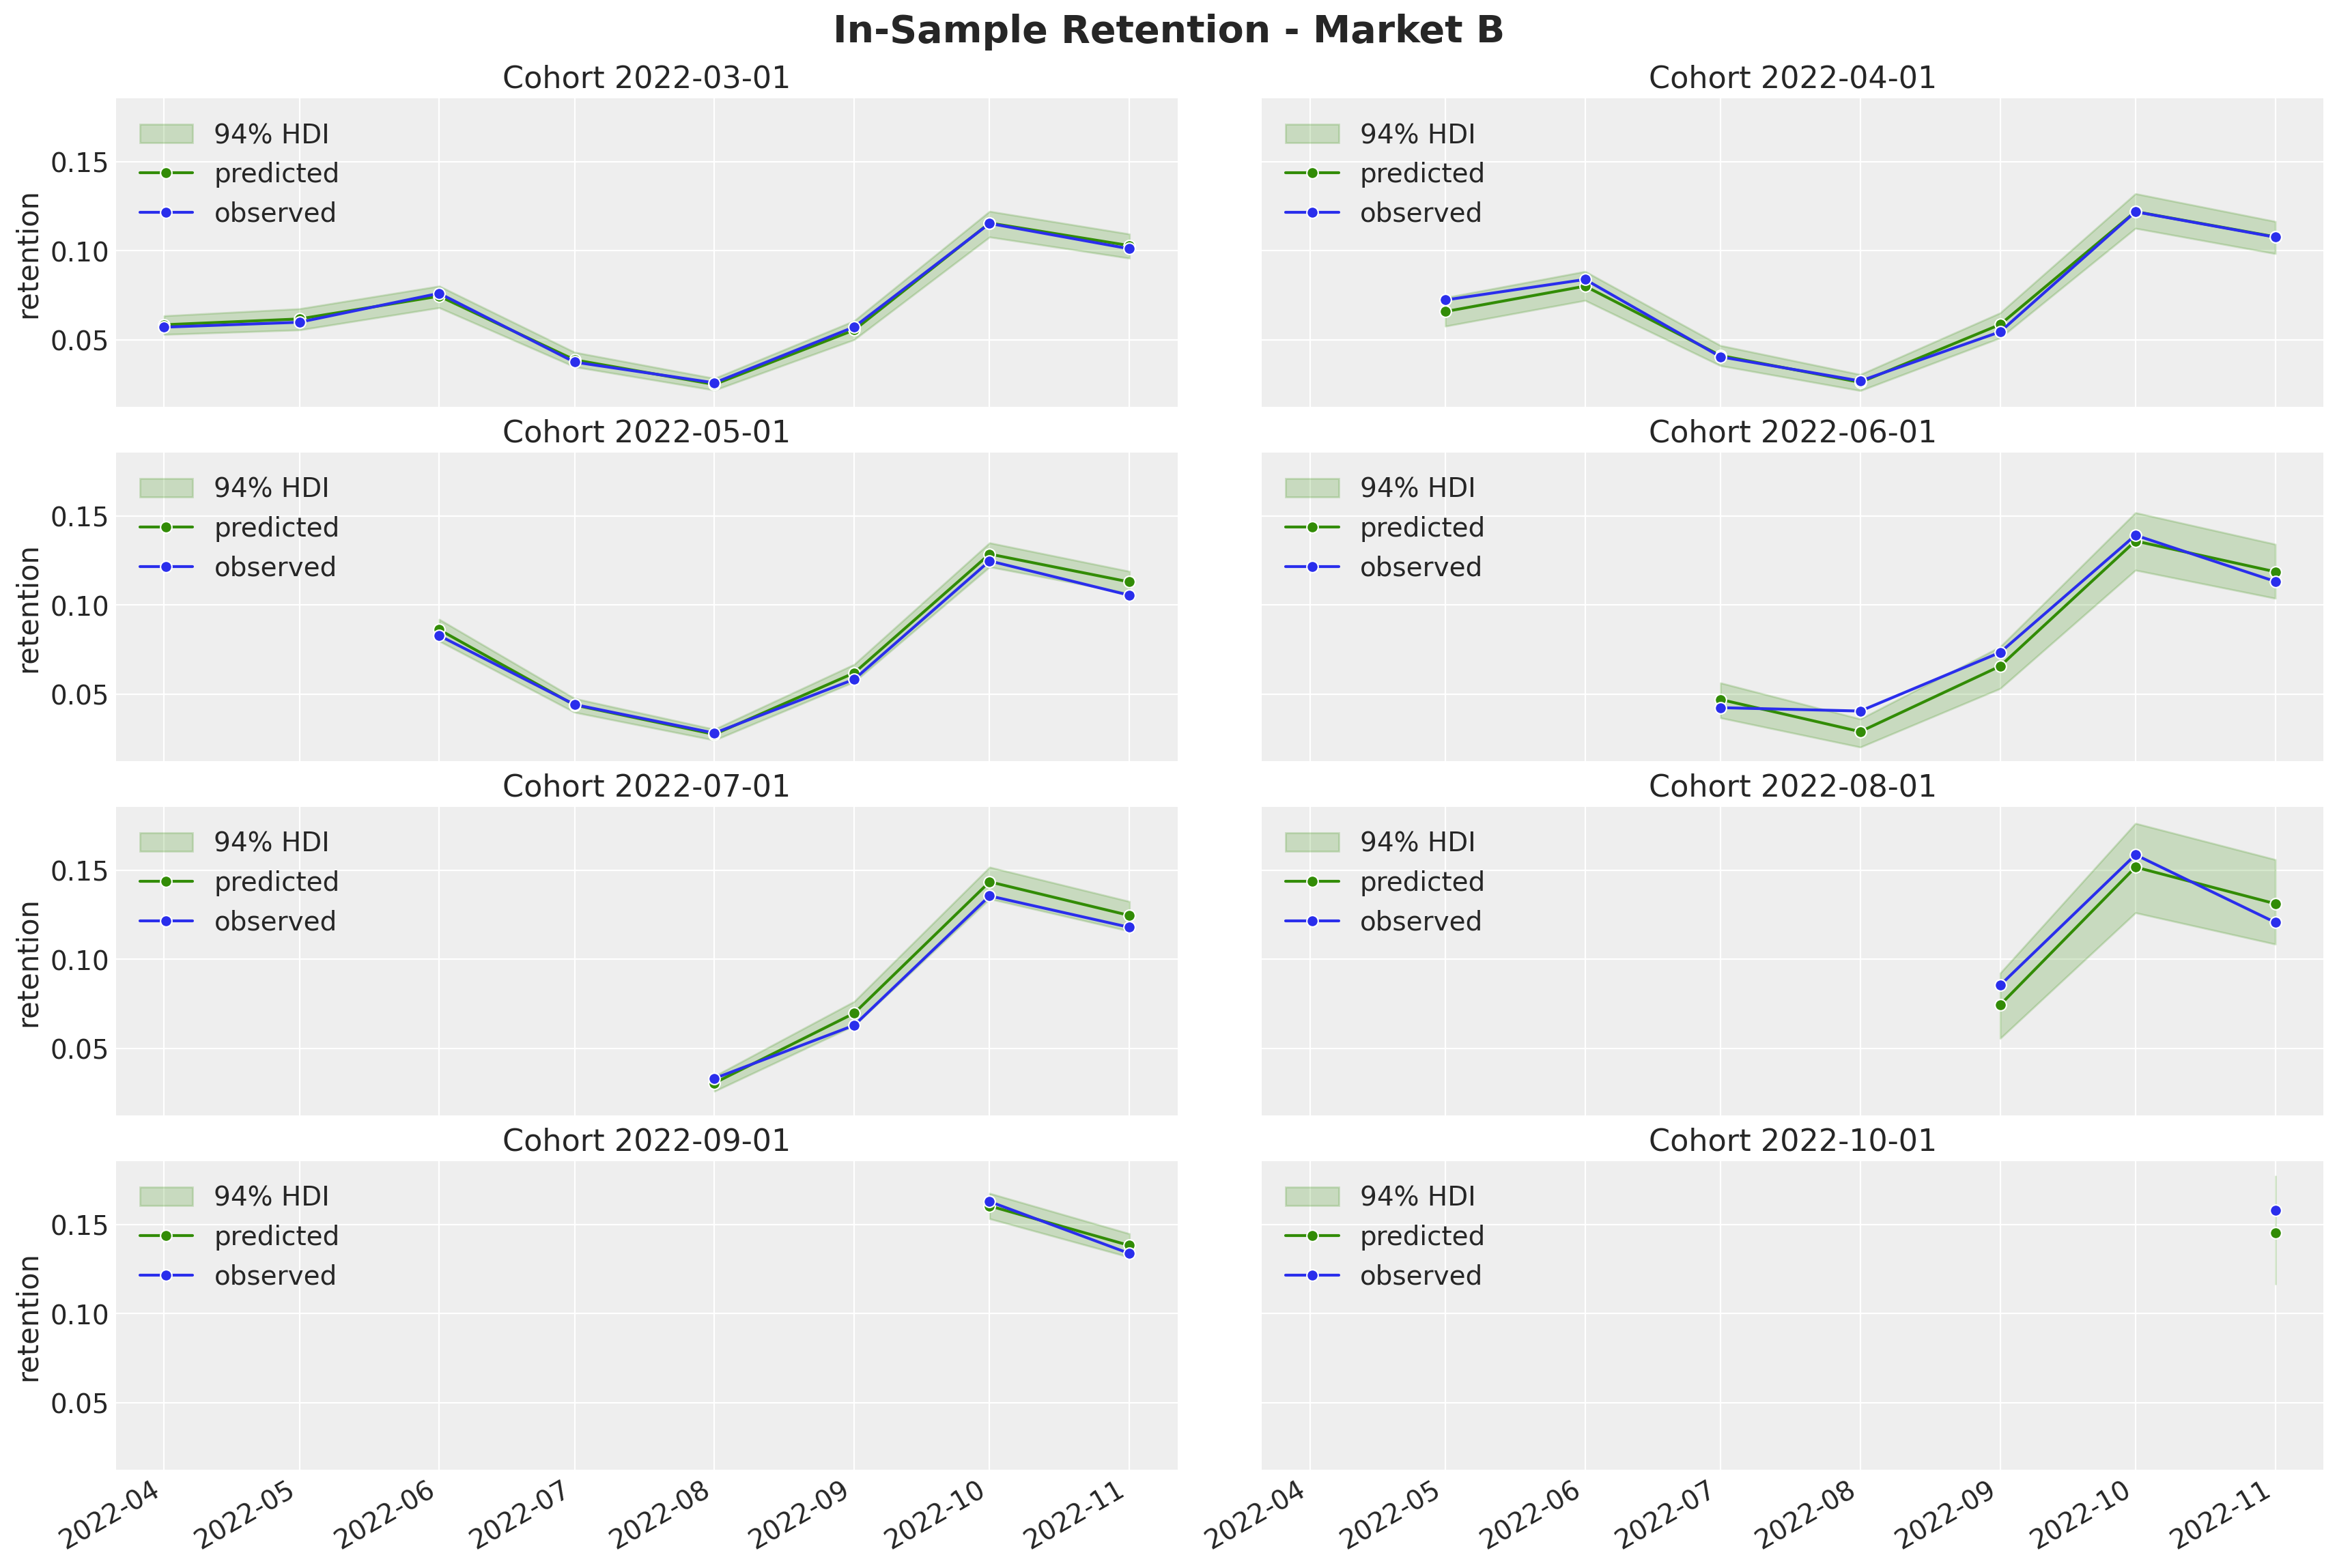 In-Sample Retention - Market B
Cohort 2022-03-01
94% HDI
predicted
observed
0.15
0.10
0.05
retention
Cohort 2022-04-01
94% HDI
predicted
observed
Cohort 2022-05-01
94% HDI
predicted
observed
0.15
0.10
0.05
retention
Cohort 2022-06-01
94% HDI
predicted
observed
Cohort 2022-07-01
94% HDI
predicted
observed
0.15
0.10
0.05
retention
Cohort 2022-08-01
94% HDI
predicted
observed
Cohort 2022-09-01
94% HDI
predicted
observed
0.15
0.10
0.05
retention
2022-04
2022-05
2022-06
2022-07
2022-08
2022-09
2022-10
2022-11
Cohort 2022-10-01
94% HDI
predicted
observed
2022-04
2022-05
2022-06
2022-07
2022-08
2022-09
2022-10
2022-11